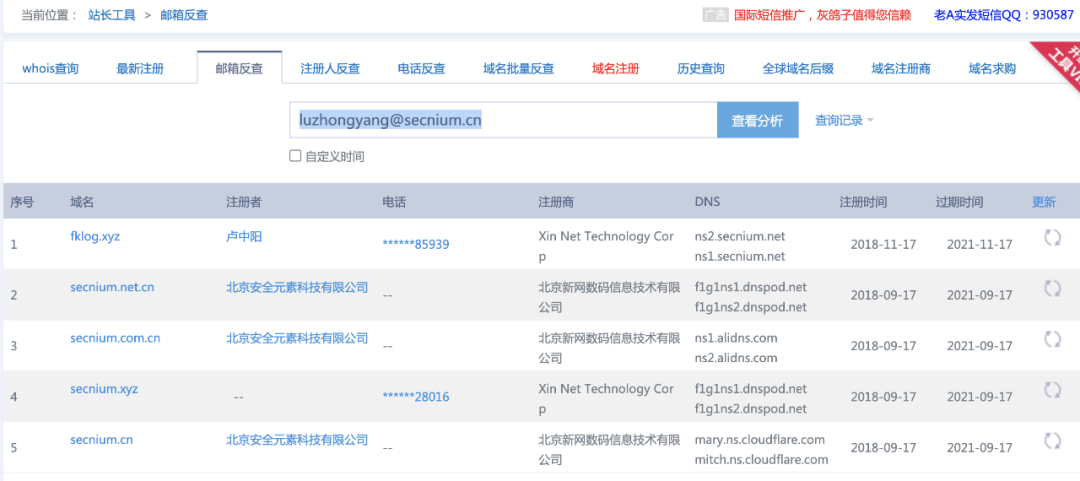 当前位置： 站长工具 > 邮箱反查 广告 国际短信推广，灰鸽子值得您信赖 老A实发短信QQ：930587
whois查询 最新注册 邮箱反查 注册人反查 电话反查 域名批量反查 域名注册 历史查询 全球域名后缀 域名注册商 域名求购
luzhongyang@secnium.cn 查看分析 查询记录
自定义时间
序号 域名 注册者 电话 注册商 DNS 注册时间 过期时间 更新
1 fklog.xyz 卢中阳 ******85939 Xin Net Technology Cor ns2.secnium.net 2018-11-17 2021-11-17
p ns1.secnium.net
2 secnium.net.cn 北京安全元素科技有限公司 -- 北京新网数码信息技术有限 f1g1ns1.dnspod.net 2018-09-17 2021-09-17
公司 f1g1ns2.dnspod.net
3 secnium.com.cn 北京安全元素科技有限公司 -- 北京新网数码信息技术有限 ns1.alidns.com 2018-09-17 2021-09-17
公司 ns2.alidns.com
4 secnium.xyz -- ******28016 Xin Net Technology Cor f1g1ns1.dnspod.net 2018-09-17 2021-09-17
p f1g1ns2.dnspod.net
5 secnium.cn 北京安全元素科技有限公司 -- 北京新网数码信息技术有限 mary.ns.cloudflare.com 2018-09-17 2021-09-17
公司 mitch.ns.cloudflare.com